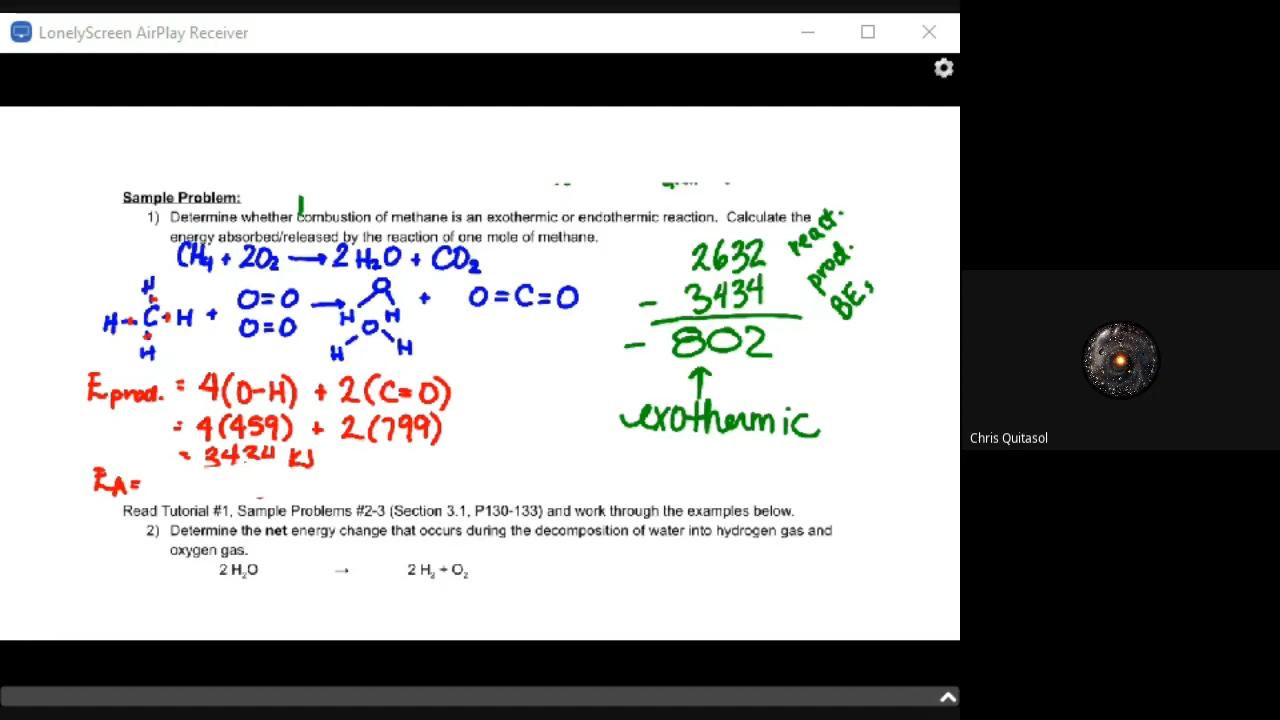 LonelyScreen AirPlay Receiver
Sample Problem:
1) Determine whether combustion of methane is an exothermic or endothermic reaction. Calculate the
energy absorbed/released by the reaction of one mole of methane.
CH₄ + 2O₂ → 2 H₂O + CO₂
H
H C H + O=O → O + O=C=O
O=O H H
H O
H H
E prod. = 4(O-H) + 2(C=O)
= 4(459) + 2(799)
= 3434 kJ
EA =
2632 react.
- 3434 prod.
BE,
- 802
↑
exothermic
Read Tutorial #1, Sample Problems #2-3 (Section 3.1, P130-133) and work through the examples below.
2) Determine the net energy change that occurs during the decomposition of water into hydrogen gas and
oxygen gas.
2 H₂O → 2 H₂ + O₂
Chris Quitasol